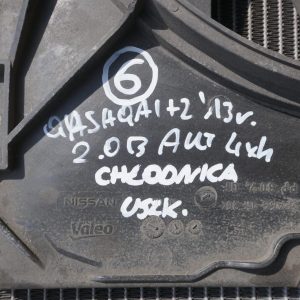 6
QASHQAI+2 '13r.
2.0B AUT 4x4
CHŁODNICA
USZK.
NISSAN
Valeo